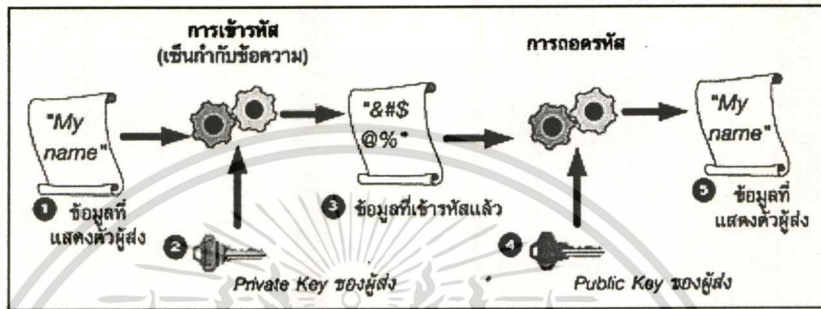 การเข้ารหัส
(เซ็นกำกับข้อความ)
การถอดรหัส
"My
name"
"&#$
@%"
"My
name"
1 ข้อมูลที่
แสดงตัวผู้ส่ง
2
Private Key ของผู้ส่ง
3 ข้อมูลที่เข้ารหัสแล้ว
4
Public Key ของผู้ส่ง
5 ข้อมูลที่
แสดงตัวผู้ส่ง